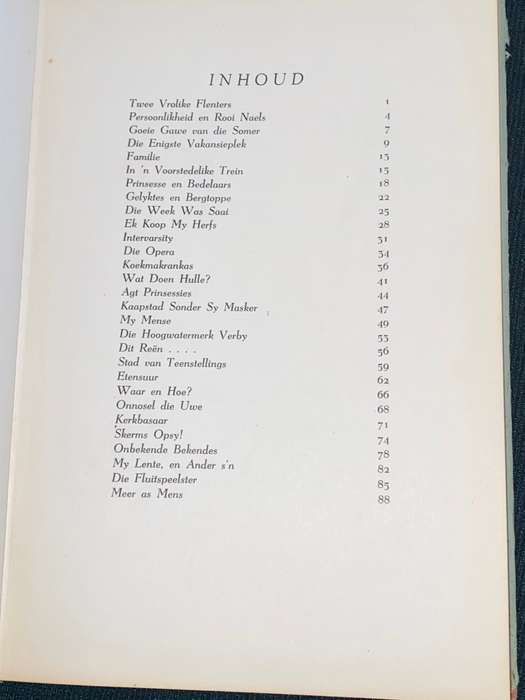 INHOUD
Twee Vrolike Flenters 1
Persoonlikheid en Rooi Naels 4
Goeie Gawe van die Somer 7
Die Enigste Vakansieplek 9
Familie 13
In 'n Voorstedelike Trein 15
Prinsesse en Bedelaars 18
Gelyktes en Bergtoppe 22
Die Week Was Saai 25
Ek Koop My Herfs 28
Intervarsity 31
Die Opera 34
Koekmakrankas 36
Wat Doen Hulle? 41
Agt Prinsessies 44
Kaapstad Sonder Sy Masker 47
My Mense 49
Die Hoogwatermerk Verby 53
Dit Reën . . . . 56
Stad van Teenstellings 59
Etensuur 62
Waar en Hoe? 66
Onnosel die Uwe 68
Kerkbasaar 71
Skerms Opsy! 74
Onbekende Bekendes 78
My Lente, en Ander s'n 82
Die Fluitspeelster 85
Meer as Mens 88